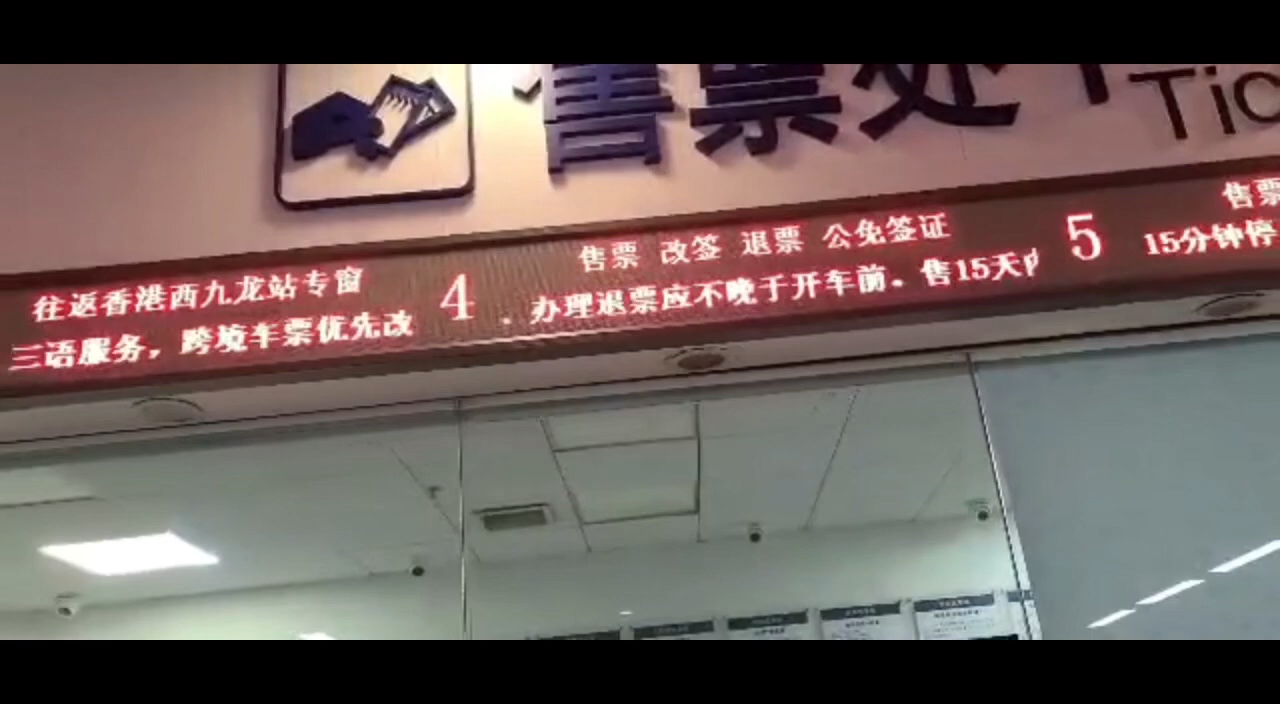 售票处
Tic
往返香港西九龙站专窗
三语服务，跨境车票优先改
4
售票 改签 退票 公免签证
办理退票应不晚于开车前。售15天
5
售票
15分钟停